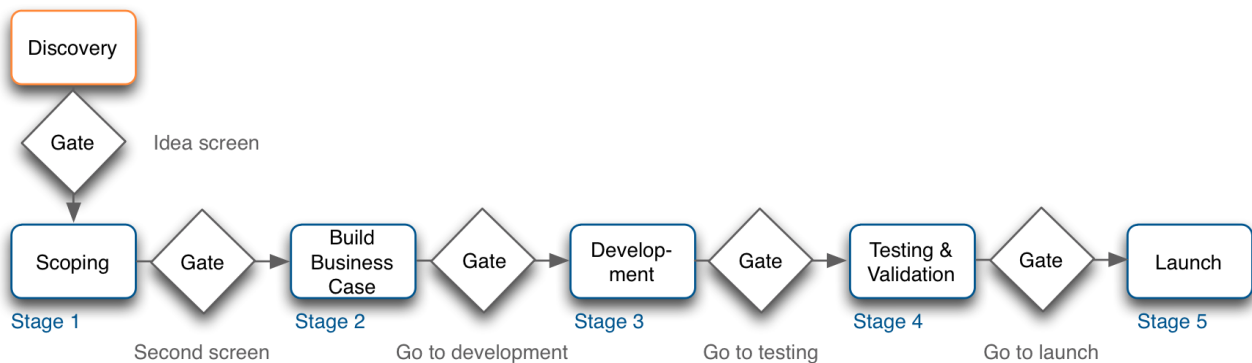 Discovery
Gate
Idea screen
Scoping
Gate
Build
Business
Case
Gate
Develop-
ment
Gate
Testing &
Validation
Gate
Launch
Stage 1
Stage 2
Stage 3
Stage 4
Stage 5
Second screen
Go to development
Go to testing
Go to launch